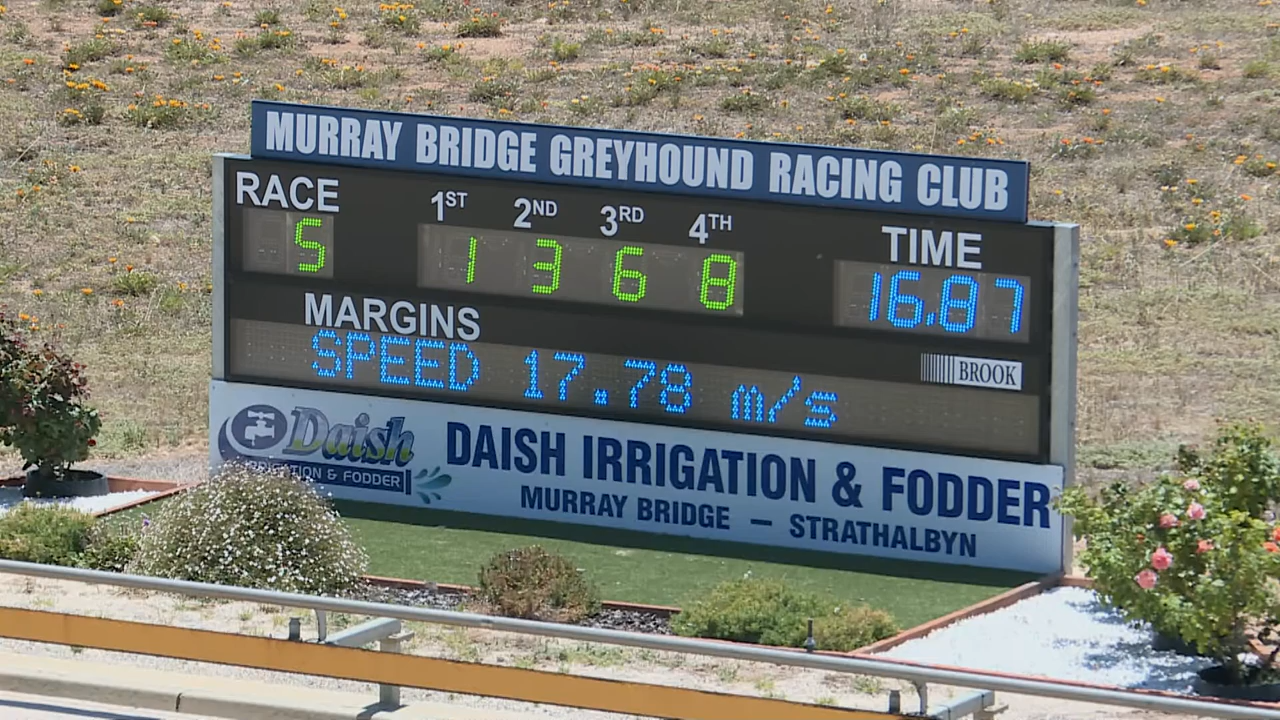 MURRAY BRIDGE GREYHOUND RACING CLUB
RACE 1ST 2ND 3RD 4TH TIME
5 1 3 6 8 16.87
MARGINS
BROOK
SPEED 17.78 m/s
Daish
IRRIGATION & FODDER
DAISH IRRIGATION & FODDER
MURRAY BRIDGE – STRATHALBYN